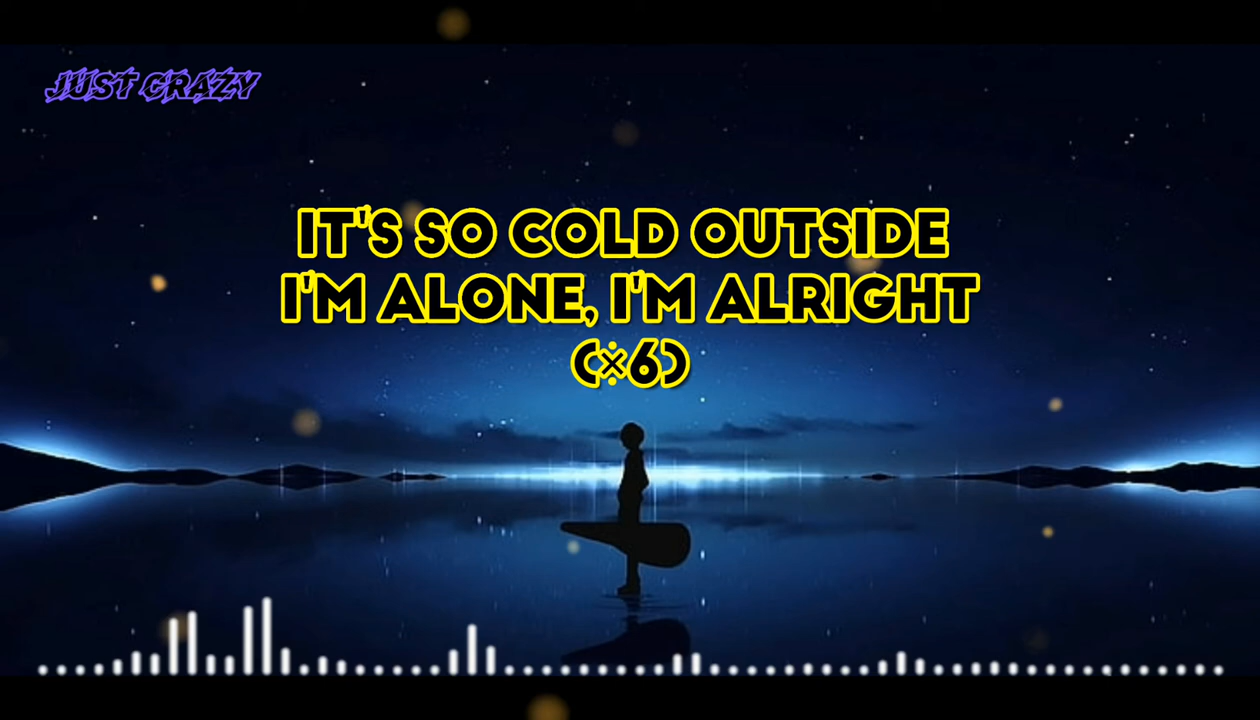 JUST CRAZY
IT'S SO COLD OUTSIDE
I'M ALONE, I'M ALRIGHT
(×6)